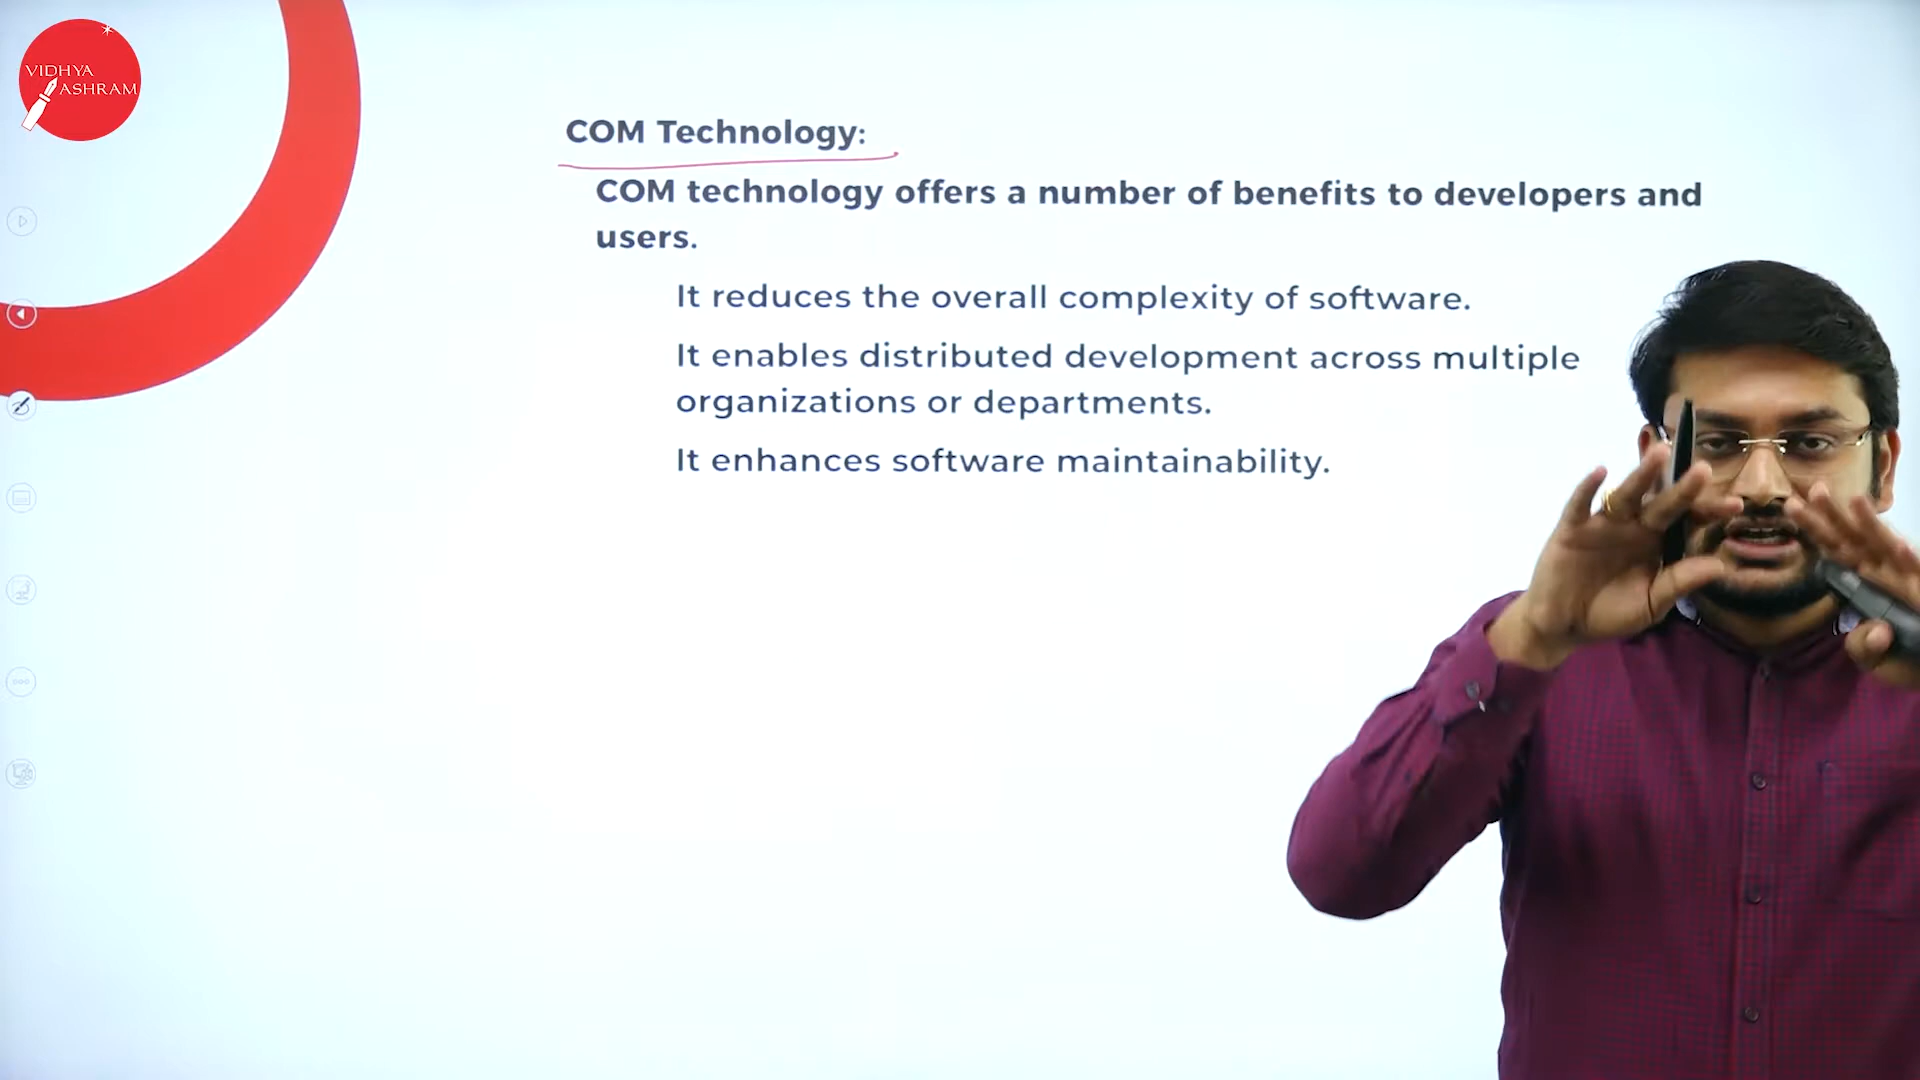 VIDHYA
ASHRAM
COM Technology:
COM technology offers a number of benefits to developers and
users.
It reduces the overall complexity of software.
It enables distributed development across multiple
organizations or departments.
It enhances software maintainability.